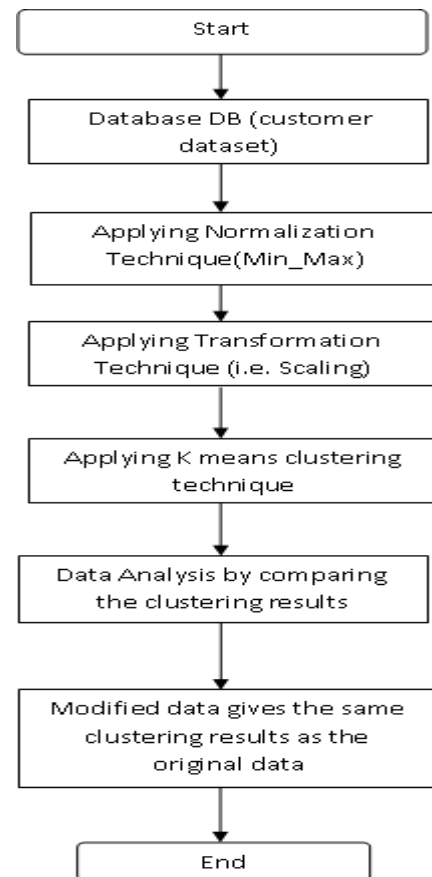 Start
Database DB (customer
dataset)
Applying Normalization
Technique(Min_Max)
Applying Transformation
Technique (i.e. Scaling)
Applying K means clustering
technique
Data Analysis by comparing
the clustering results
Modified data gives the same
clustering results as the
original data
End